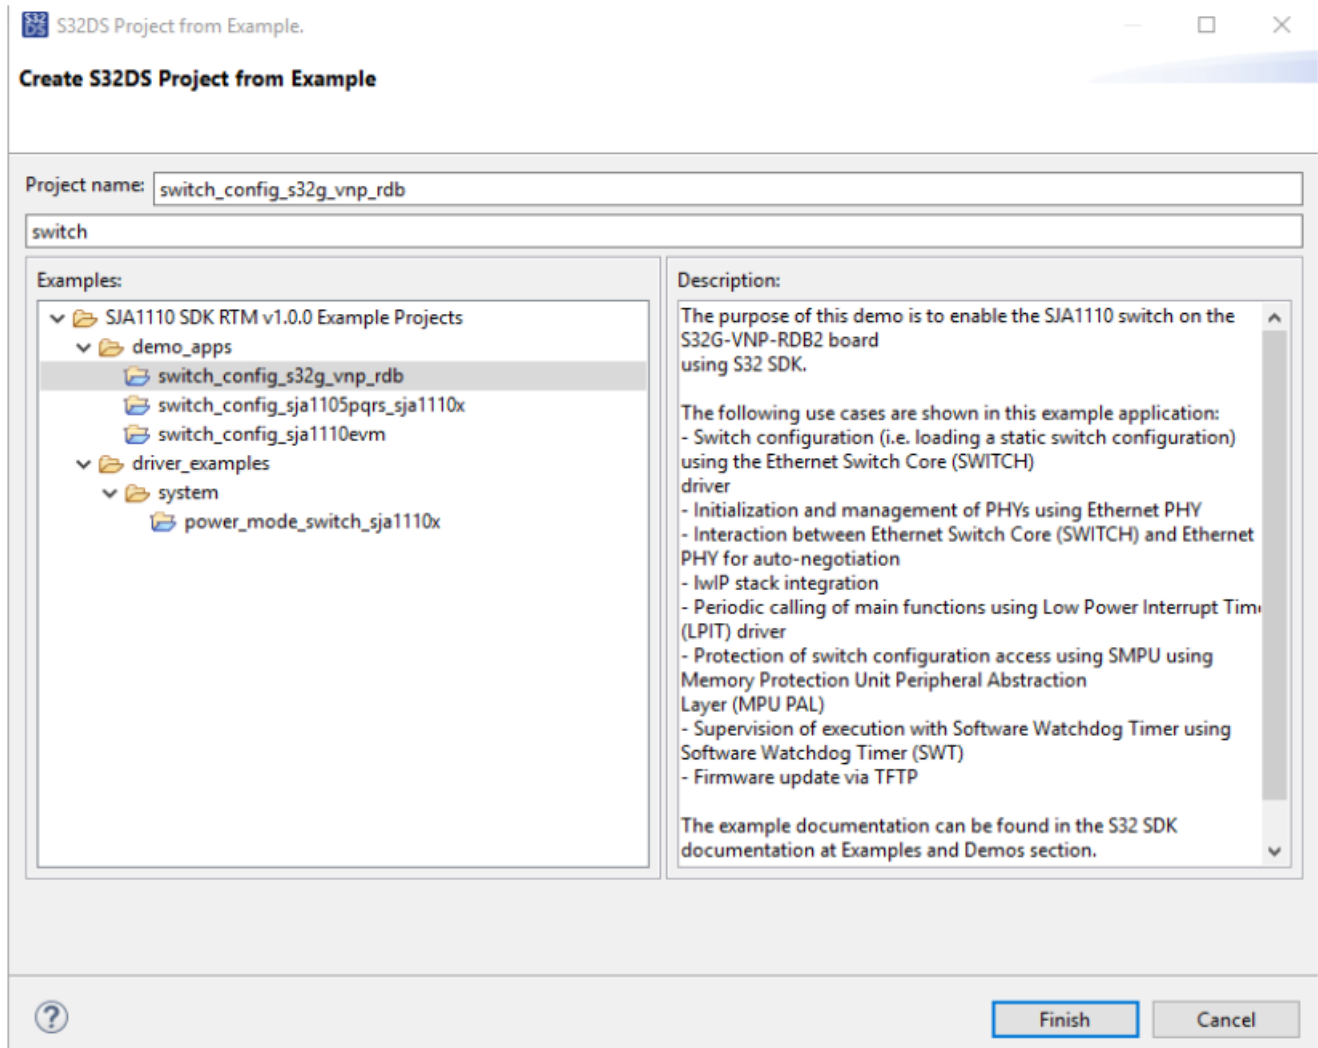 S32DS Project from Example.
Create S32DS Project from Example
Project name: switch_config_s32g_vnp_rdb
switch
Examples:
SJA1110 SDK RTM v1.0.0 Example Projects
demo_apps
switch_config_s32g_vnp_rdb
switch_config_sja1105pqrs_sja1110x
switch_config_sja1110evm
driver_examples
system
power_mode_switch_sja1110x
Description:
The purpose of this demo is to enable the SJA1110 switch on the
S32G-VNP-RDB2 board
using S32 SDK.
The following use cases are shown in this example application:
- Switch configuration (i.e. loading a static switch configuration)
using the Ethernet Switch Core (SWITCH)
driver
- Initialization and management of PHYs using Ethernet PHY
- Interaction between Ethernet Switch Core (SWITCH) and Ethernet
PHY for auto-negotiation
- lwIP stack integration
- Periodic calling of main functions using Low Power Interrupt Tim
(LPIT) driver
- Protection of switch configuration access using SMPU using
Memory Protection Unit Peripheral Abstraction
Layer (MPU PAL)
- Supervision of execution with Software Watchdog Timer using
Software Watchdog Timer (SWT)
- Firmware update via TFTP
The example documentation can be found in the S32 SDK
documentation at Examples and Demos section.
Finish
Cancel